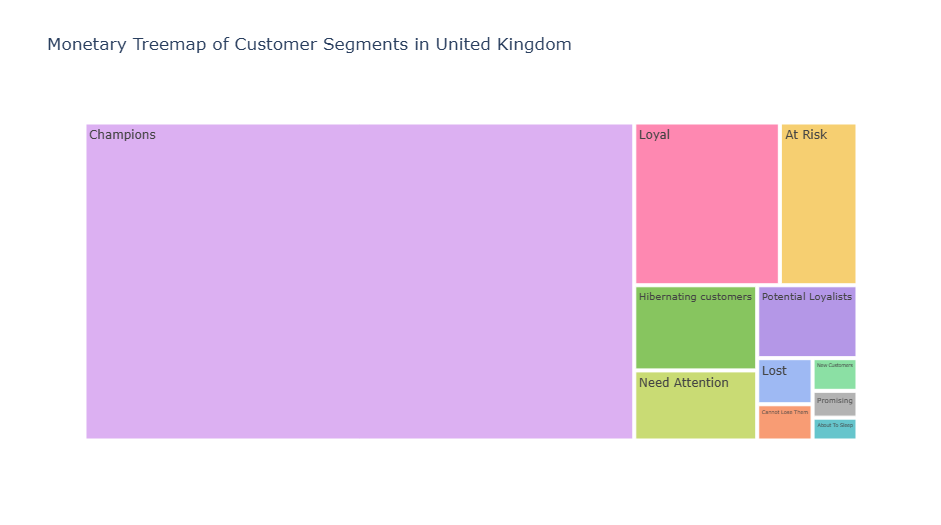 Monetary Treemap of Customer Segments in United Kingdom
Champions
Loyal
At Risk
Hibernating customers
Potential Loyalists
Need Attention
Lost
New Customers
Promising
Cannot Lose Them
About To Sleep